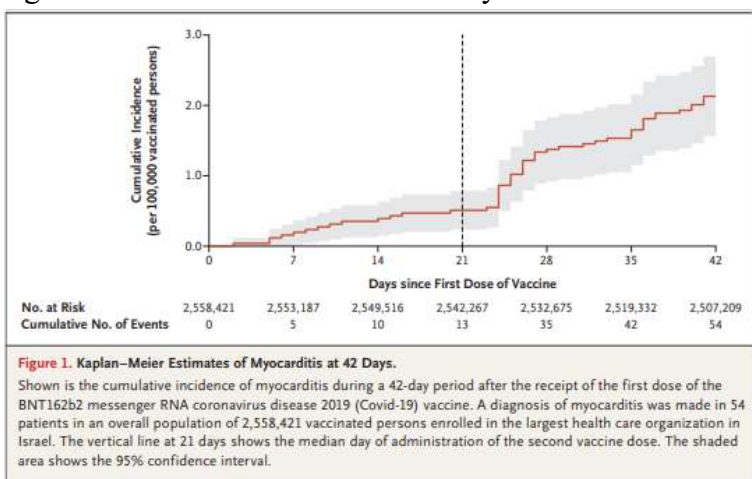 3.0
2.0
1.0
0.0
Cumulative Incidence
(per 100,000 vaccinated persons)
0 7 14 21 28 35 42
Days since First Dose of Vaccine
No. at Risk 2,558,421 2,553,187 2,549,516 2,542,267 2,532,675 2,519,332 2,507,209
Cumulative No. of Events 0 5 10 13 35 42 54
Figure 1. Kaplan–Meier Estimates of Myocarditis at 42 Days.
Shown is the cumulative incidence of myocarditis during a 42-day period after the receipt of the first dose of the
BNT162b2 messenger RNA coronavirus disease 2019 (Covid-19) vaccine. A diagnosis of myocarditis was made in 54
patients in an overall population of 2,558,421 vaccinated persons enrolled in the largest health care organization in
Israel. The vertical line at 21 days shows the median day of administration of the second vaccine dose. The shaded
area shows the 95% confidence interval.